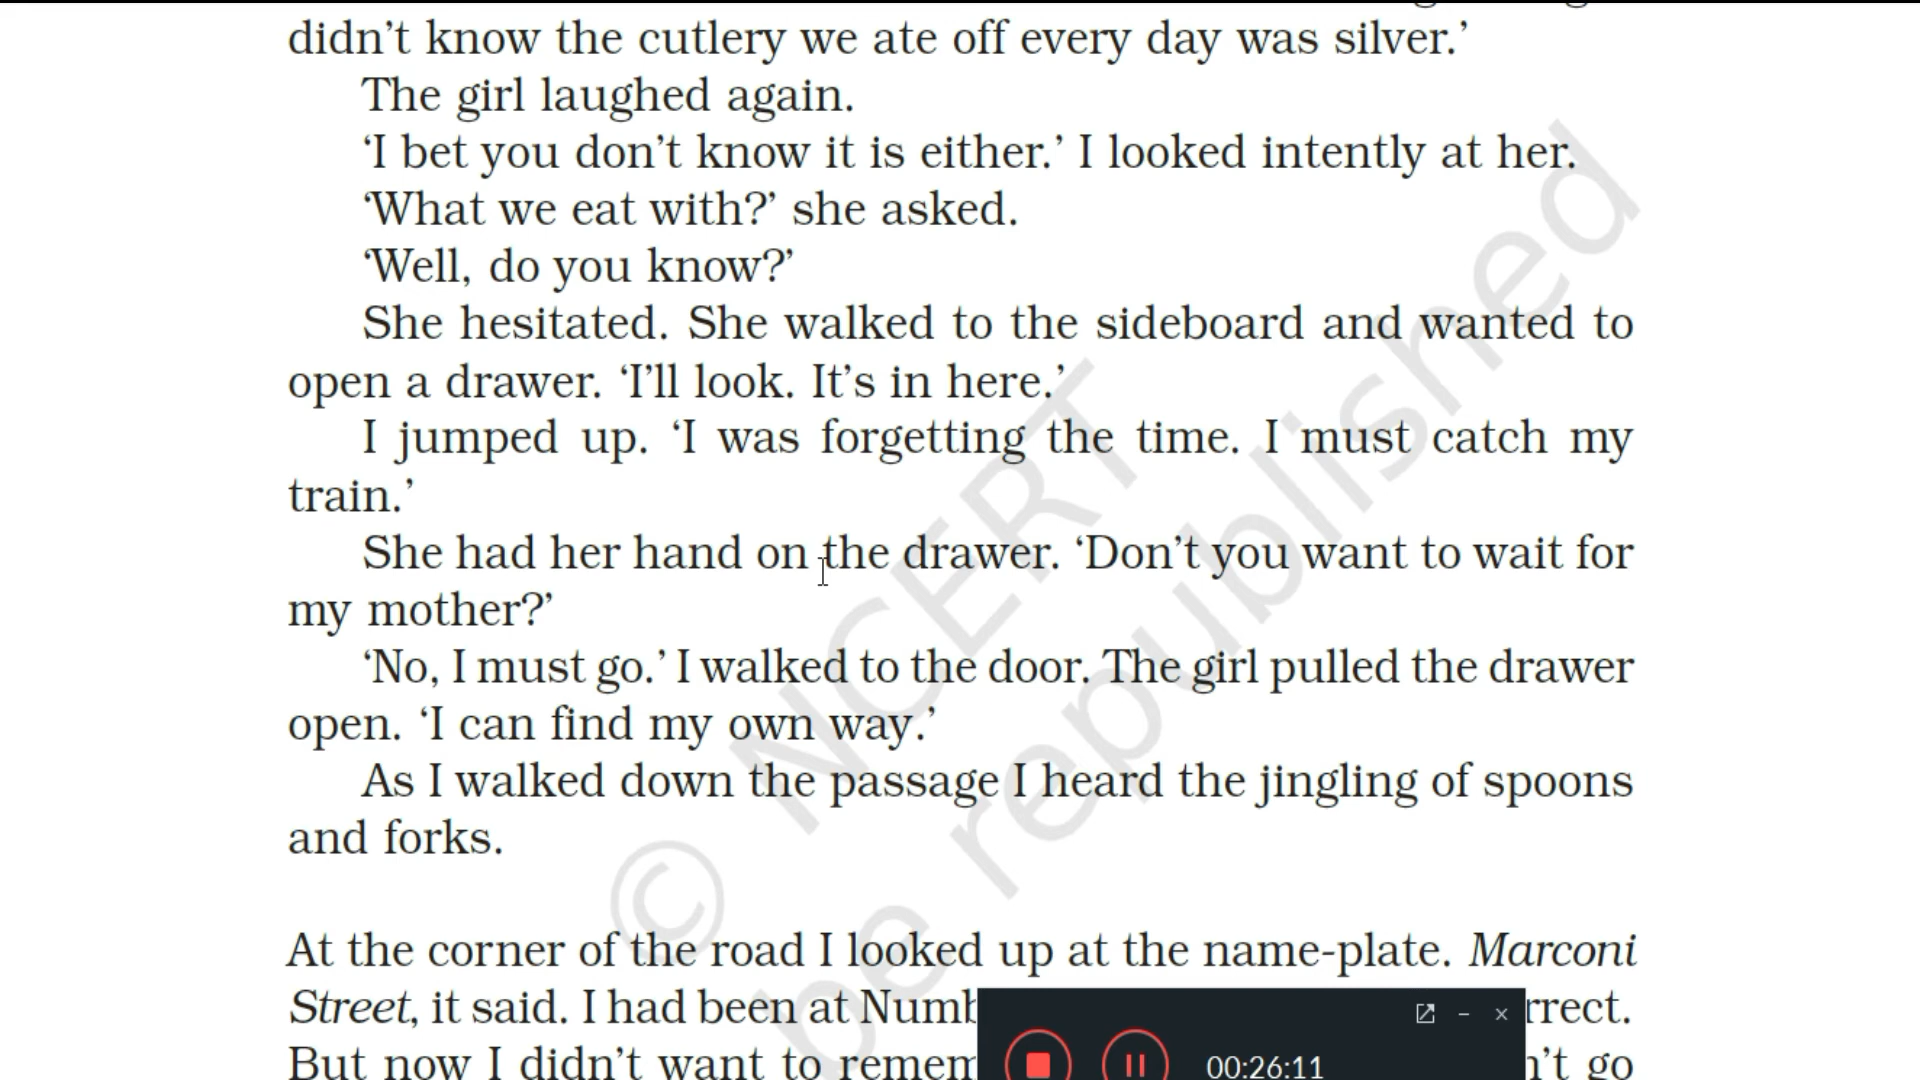 didn’t know the cutlery we ate off every day was silver.’
The girl laughed again.
‘I bet you don’t know it is either.’ I looked intently at her.
‘What we eat with?’ she asked.
‘Well, do you know?’
She hesitated. She walked to the sideboard and wanted to
open a drawer. ‘I’ll look. It’s in here.’
I jumped up. ‘I was forgetting the time. I must catch my
train.’
She had her hand on the drawer. ‘Don’t you want to wait for
my mother?’
‘No, I must go.’ I walked to the door. The girl pulled the drawer
open. ‘I can find my own way.’
As I walked down the passage I heard the jingling of spoons
and forks.
At the corner of the road I looked up at the name-plate. Marconi
Street, it said. I had been at
But now I didn’t want to go
© NCERT
be republished
00:26:11